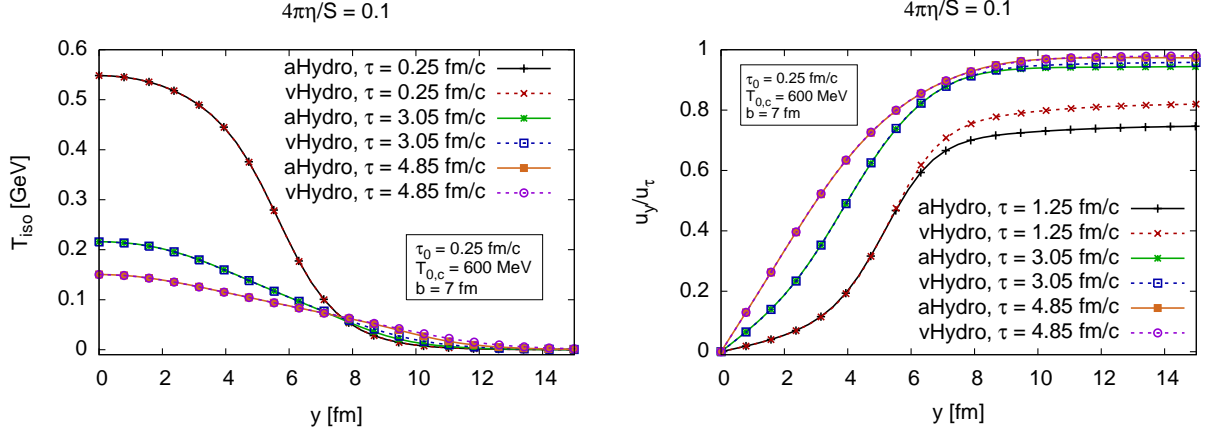 4πη/S = 0.1
T_iso [GeV]
0.6
0.5
0.4
0.3
0.2
0.1
0
aHydro, τ = 0.25 fm/c
vHydro, τ = 0.25 fm/c
aHydro, τ = 3.05 fm/c
vHydro, τ = 3.05 fm/c
aHydro, τ = 4.85 fm/c
vHydro, τ = 4.85 fm/c
τ₀ = 0.25 fm/c
T₀,c = 600 MeV
b = 7 fm
0 2 4 6 8 10 12 14
y [fm]
4πη/S = 0.1
u_y/u_τ
1
0.8
0.6
0.4
0.2
0
τ₀ = 0.25 fm/c
T₀,c = 600 MeV
b = 7 fm
aHydro, τ = 1.25 fm/c
vHydro, τ = 1.25 fm/c
aHydro, τ = 3.05 fm/c
vHydro, τ = 3.05 fm/c
aHydro, τ = 4.85 fm/c
vHydro, τ = 4.85 fm/c
0 2 4 6 8 10 12 14
y [fm]